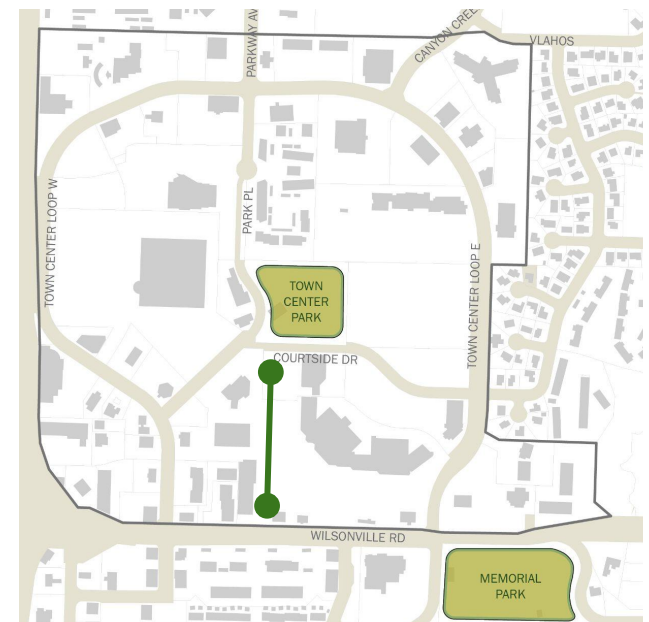 PARKWAY AV
CANYON CREE
VLAHOS
TOWN CENTER LOOP W
PARK PL
TOWN CENTER LOOP E
TOWN
CENTER
PARK
COURTSIDE DR
WILSONVILLE RD
MEMORIAL
PARK